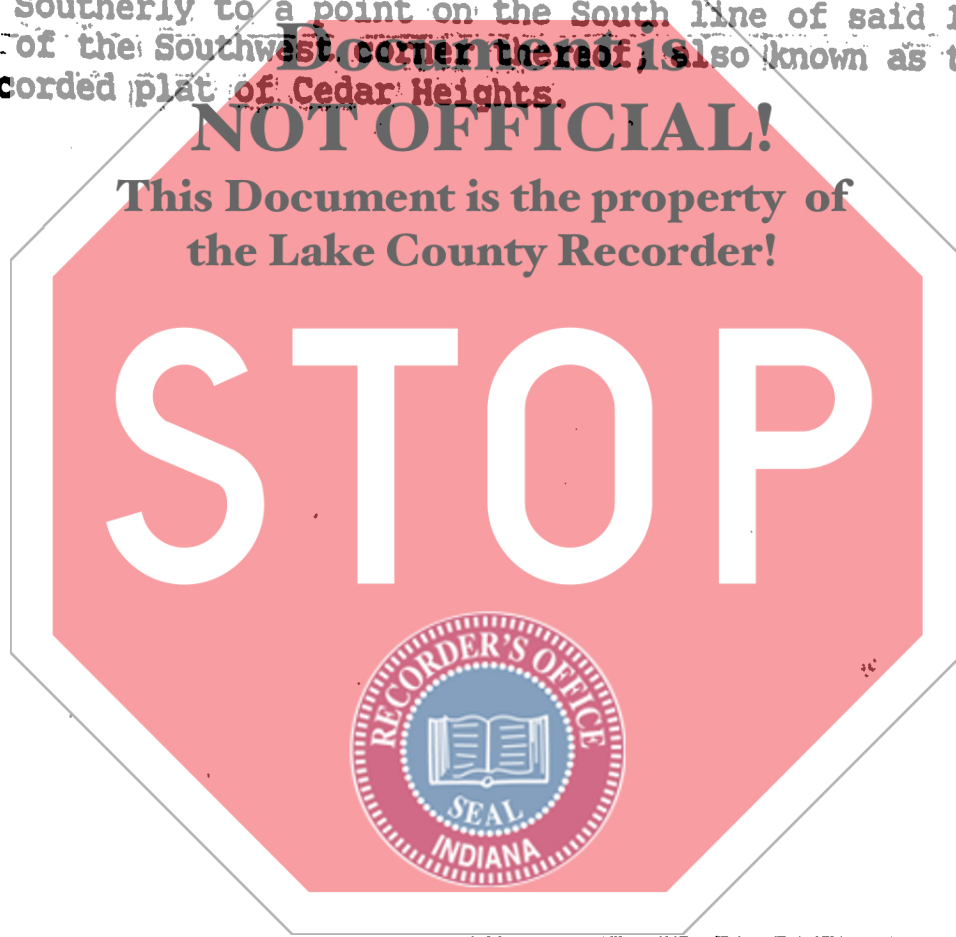 Southerly to a point on the South line of said
of the Southwest corner thereof, also known as
corded plat of Cedar Heights.
Document is
NOT OFFICIAL!
This Document is the property of
the Lake County Recorder!
STOP
RECORDER'S OFFICE
SEAL
INDIANA